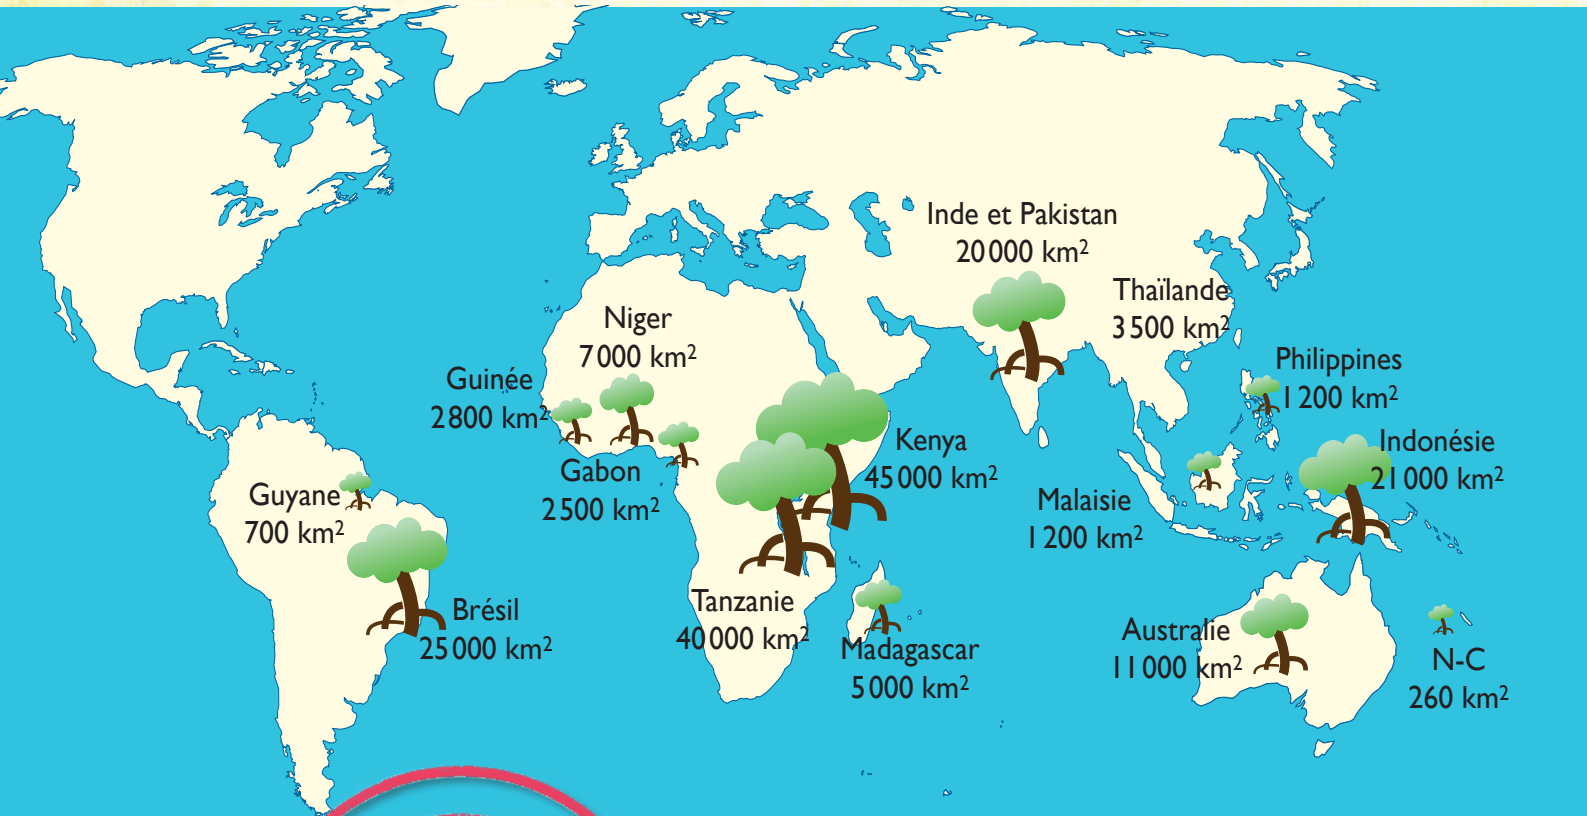 Inde et Pakistan
20 000 km²
Thaïlande
3 500 km²
Niger
7 000 km²
Philippines
1 200 km²
Guinée
2 800 km²
Kenya
45 000 km²
Indonésie
21 000 km²
Gabon
2 500 km²
Guyane
700 km²
Malaisie
1 200 km²
Brésil
25 000 km²
Tanzanie
40 000 km²
Madagascar
5 000 km²
Australie
11 000 km²
N-C
260 km²